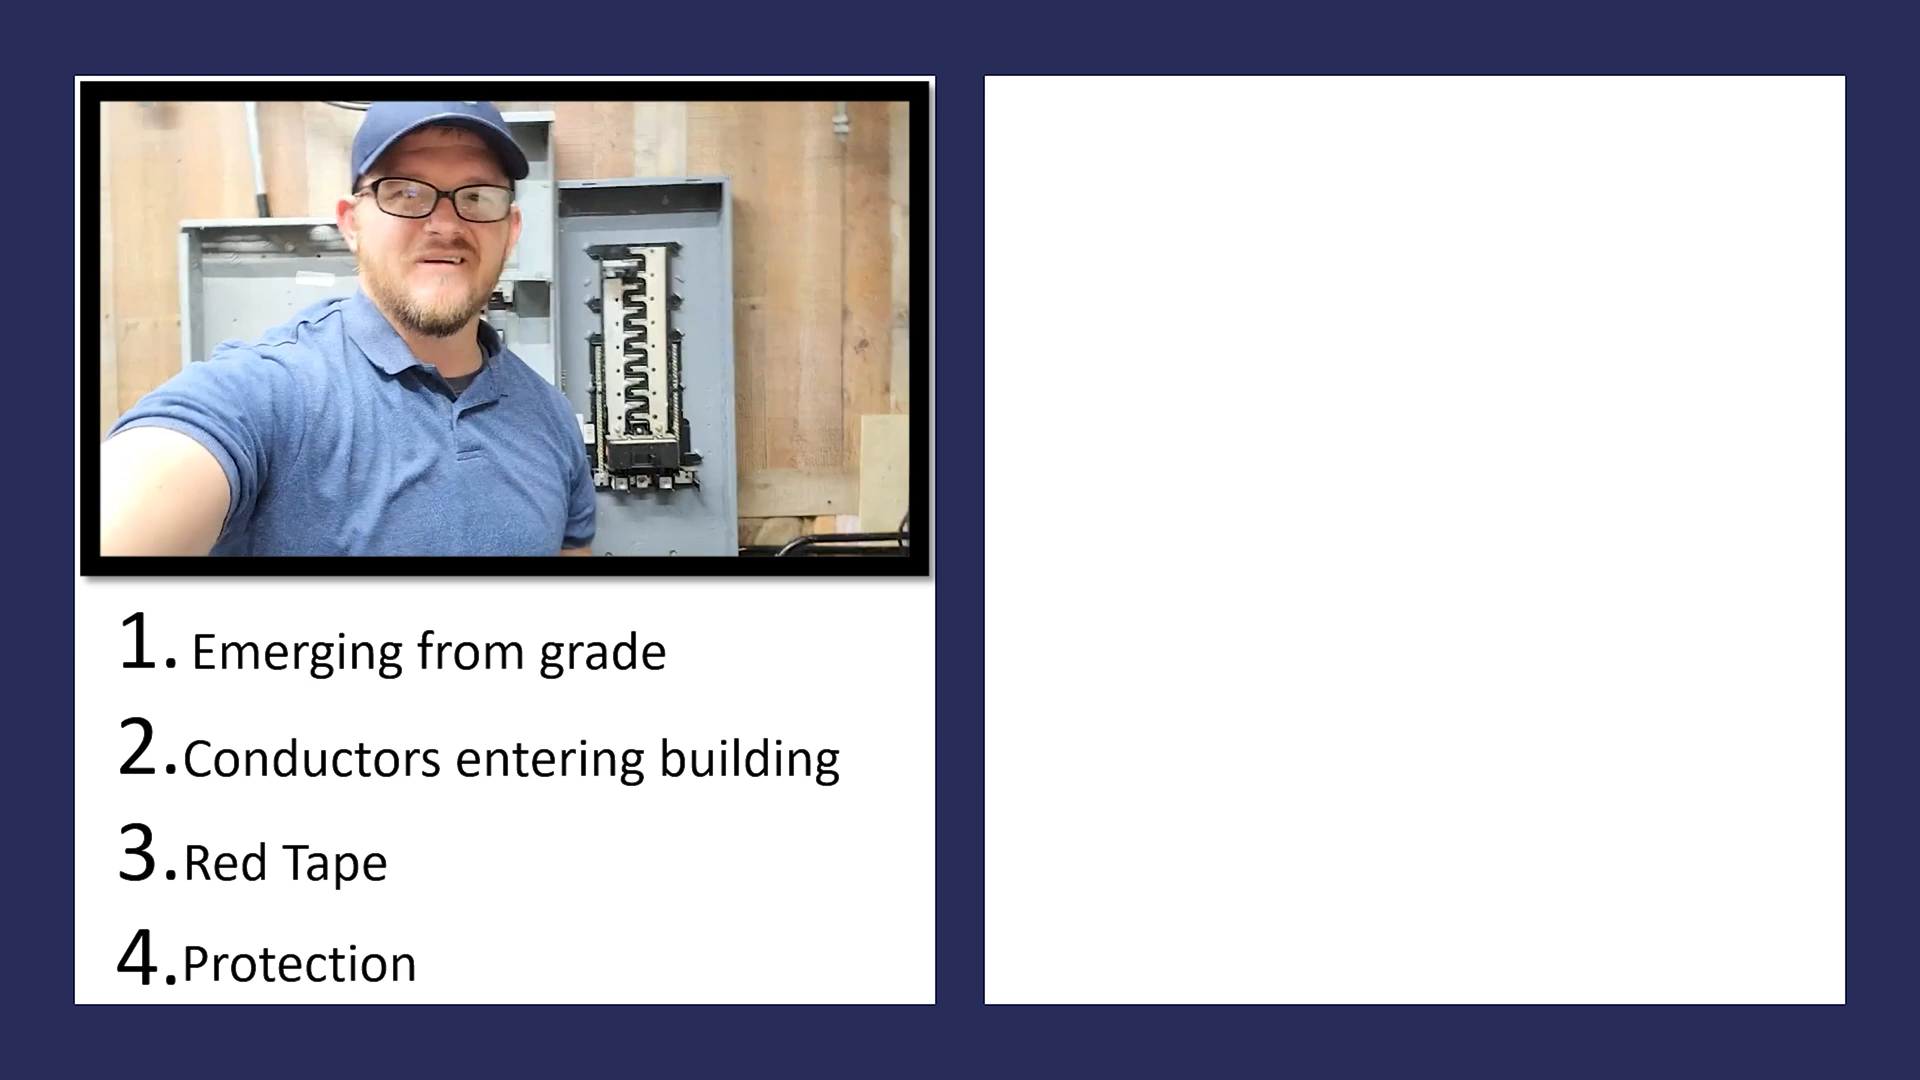 1. Emerging from grade
2. Conductors entering building
3. Red Tape
4. Protection